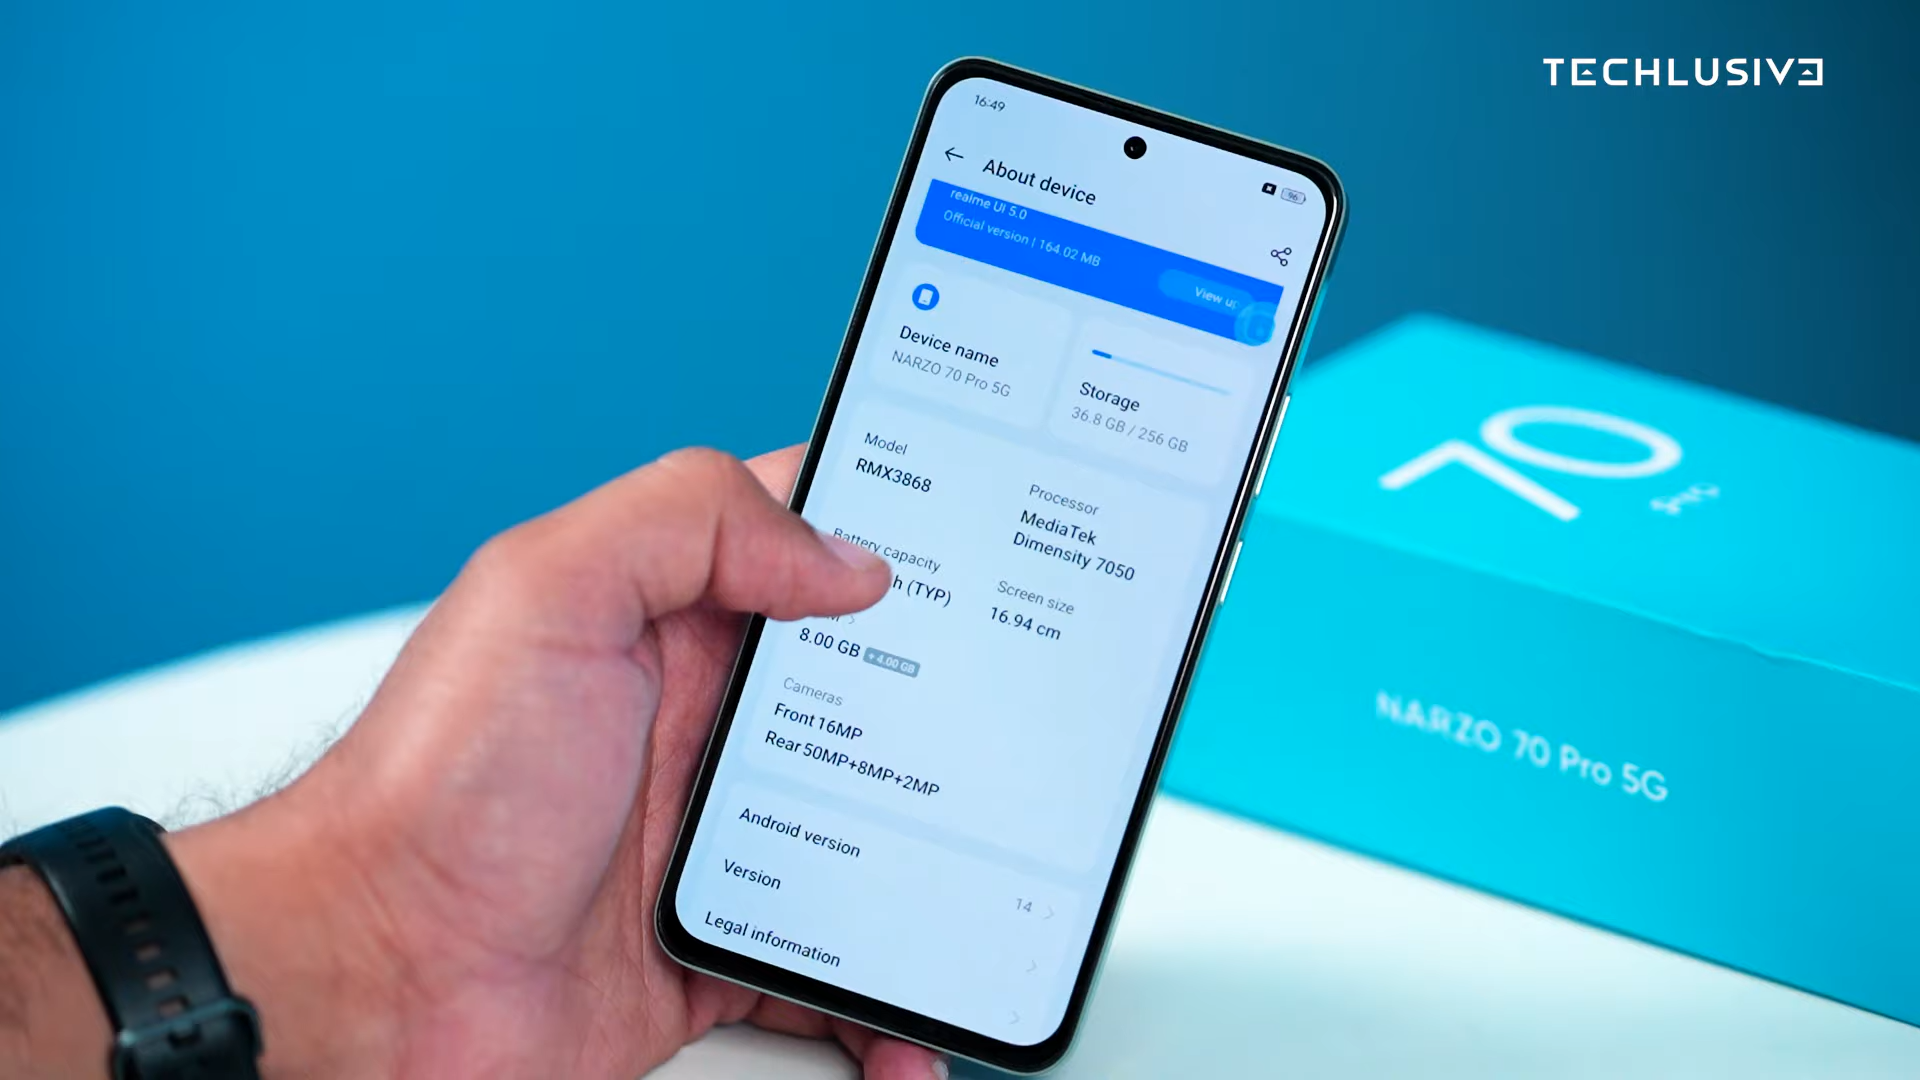 TECHLUSIVE
16:49
96
About device
realme UI 5.0
Official version | 164.02 MB
View
Device name
NARZO 70 Pro 5G
Storage
36.8 GB / 256 GB
Model
RMX3868
Processor
MediaTek
Dimensity 7050
Battery capacity
(TYP)
Screen size
16.94 cm
8.00 GB + 4.00 GB
Cameras
Front 16MP
Rear 50MP+8MP+2MP
Android version
14
Version
Legal information
70
NARZO 70 Pro 5G